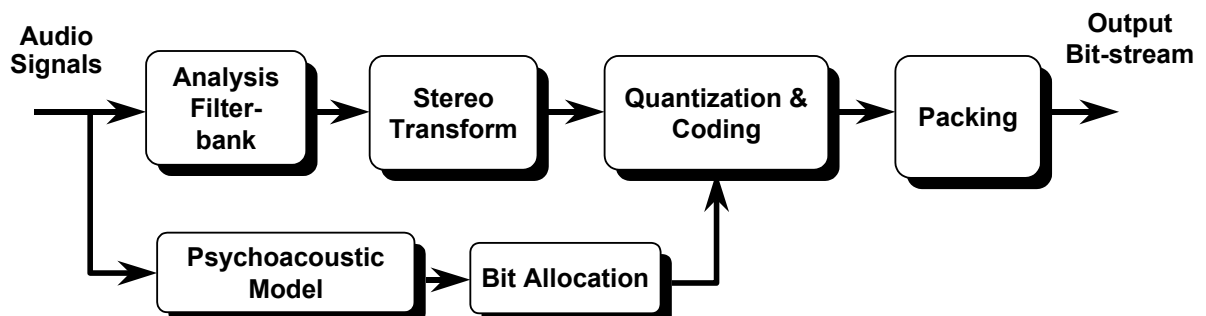 Audio
Signals
Analysis
Filter-
bank
Stereo
Transform
Quantization &
Coding
Packing
Output
Bit-stream
Psychoacoustic
Model
Bit Allocation